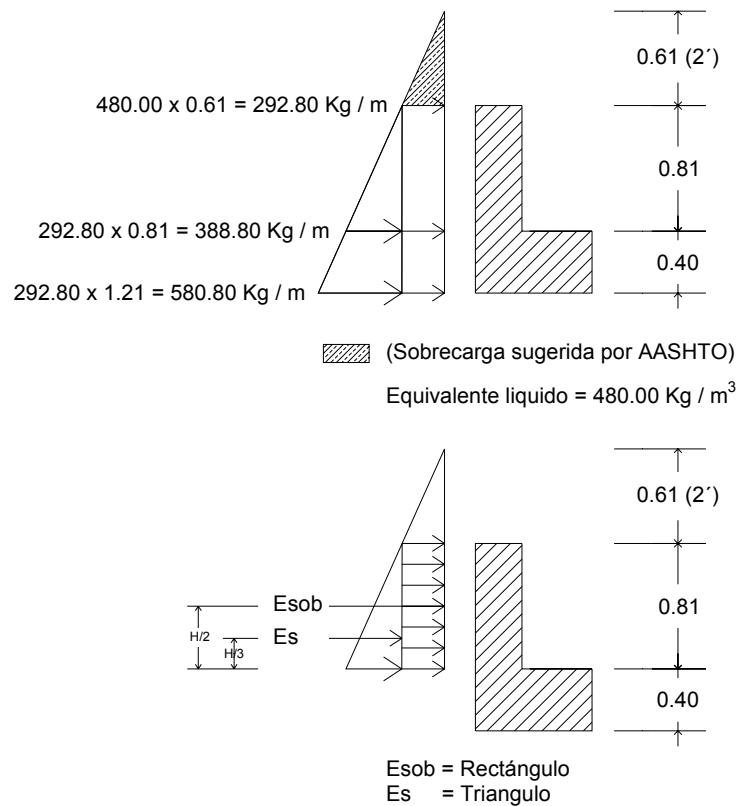 0.61 (2´)
480.00 x 0.61 = 292.80 Kg / m
0.81
292.80 x 0.81 = 388.80 Kg / m
0.40
292.80 x 1.21 = 580.80 Kg / m
(Sobrecarga sugerida por AASHTO)
Equivalente liquido = 480.00 Kg / m³
0.61 (2´)
Esob
0.81
H/2
Es
H/3
0.40
Esob = Rectángulo
Es = Triangulo